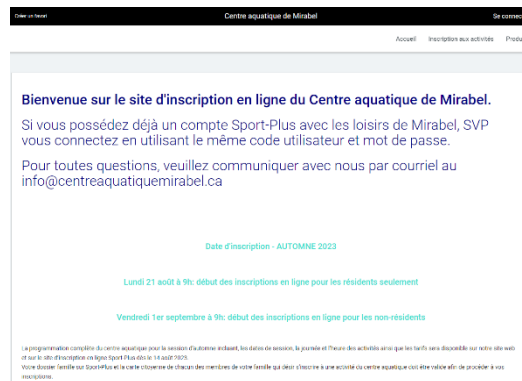 Créer un forfait
Centre aquatique de Mirabel
Se connec
Accueil Inscription aux activités Produ
Bienvenue sur le site d'inscription en ligne du Centre aquatique de Mirabel.
Si vous possédez déjà un compte Sport-Plus avec les loisirs de Mirabel, SVP
vous connectez en utilisant le même code utilisateur et mot de passe.
Pour toutes questions, veuillez communiquer avec nous par courriel au
info@centreaquatiquemirabel.ca
Date d'inscription - AUTOMNE 2023
Lundi 21 août à 9h: début des inscriptions en ligne pour les résidents seulement
Vendredi 1er septembre à 9h: début des inscriptions en ligne pour les non-résidents
La programmation complète du centre aquatique pour la session d'automne incluant, les dates de session, la journée et l'heure des activités ainsi que les tarifs sera disponible sur notre site web
et sur le site d'inscription en ligne Sport-Plus dès le 14 août 2023.
Votre dossier famille sur Sport-Plus et la carte citoyenne de chacun des membres de votre famille qui désir s'inscrire à une activité du centre aquatique doit être valide afin de procéder à vos
inscriptions.